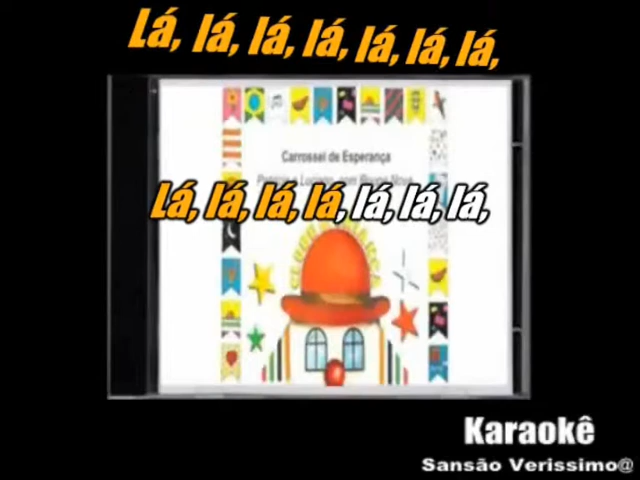 Lá, lá, lá, lá, lá, lá, lá,
Carrossel de Esperança
Lá, lá, lá, lá, lá, lá, lá,
Karaokê
Sansão Verissimo@